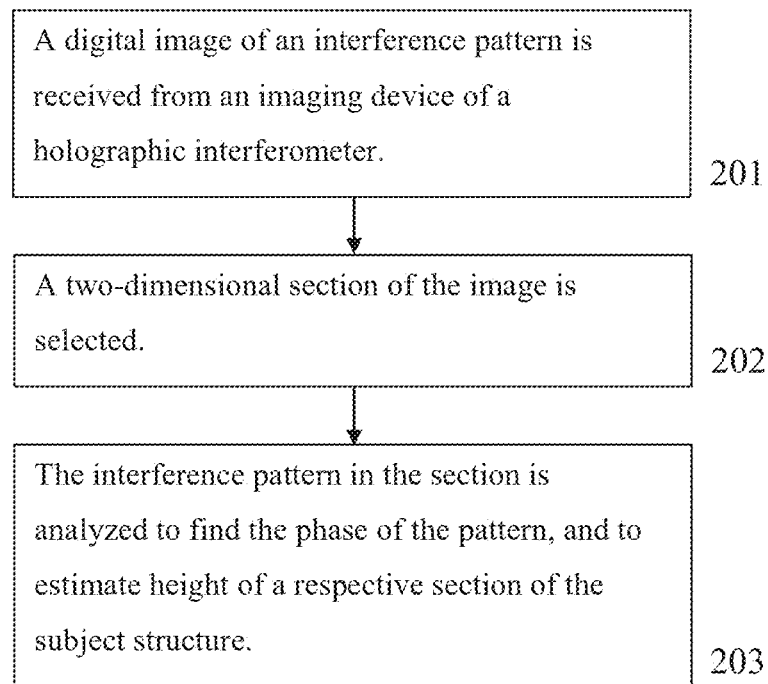 A digital image of an interference pattern is
received from an imaging device of a
holographic interferometer.
201
A two-dimensional section of the image is
selected.
202
The interference pattern in the section is
analyzed to find the phase of the pattern, and to
estimate height of a respective section of the
subject structure.
203